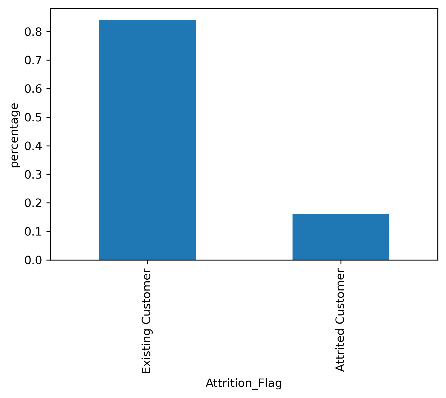 0.8
0.7
0.6
0.5
0.4
0.3
0.2
0.1
0.0
percentage
Existing Customer
Attrited Customer
Attrition_Flag